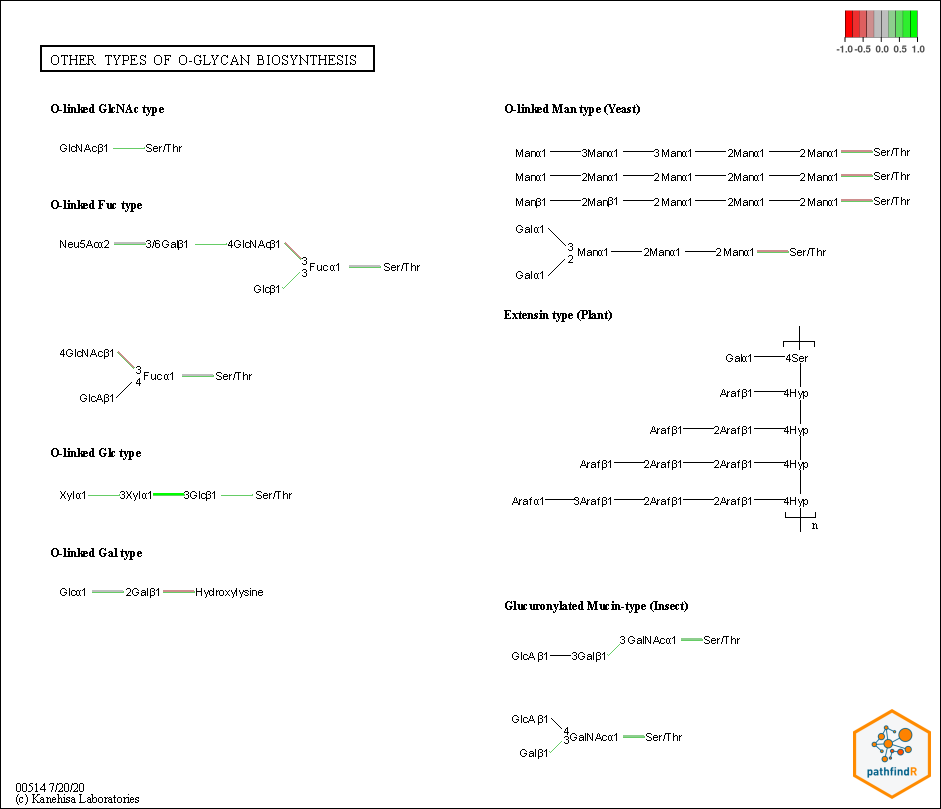 -1.0 -0.5 0.0 0.5 1.0
OTHER TYPES OF O-GLYCAN BIOSYNTHESIS
O-linked GlcNAc type
GlcNAcβ1 Ser/Thr
O-linked Fuc type
Neu5Acα2 3/6Galβ1 4GlcNAcβ1
3 Fucα1 Ser/Thr
3
Glcβ1
4GlcNAcβ1
3
4 Fucα1 Ser/Thr
GlcAβ1
O-linked Glc type
Xylα1 3Xylα1 3Glcβ1 Ser/Thr
O-linked Gal type
Glcα1 2Galβ1 Hydroxylysine
O-linked Man type (Yeast)
Manα1 3Manα1 3Manα1 2Manα1 2Manα1 Ser/Thr
Manα1 2Manα1 2Manα1 2Manα1 2Manα1 Ser/Thr
Manβ1 2Manβ1 2Manα1 2Manα1 2Manα1 Ser/Thr
Galα1
3
2 Manα1 2Manα1 2Manα1 Ser/Thr
Galα1
Extensin type (Plant)
Galα1 4Ser
Arafβ1 4Hyp
Arafβ1 2Arafβ1 4Hyp
Arafβ1 2Arafβ1 2Arafβ1 4Hyp
Arafα1 3Arafβ1 2Arafβ1 2Arafβ1 4Hyp
n
Glucuronylated Mucin-type (Insect)
3GalNAcα1 Ser/Thr
GlcAβ1 3Galβ1
GlcAβ1
4
3 GalNAcα1 Ser/Thr
Galβ1
00514 7/20/20
(c) Kanehisa Laboratories
pathfindR